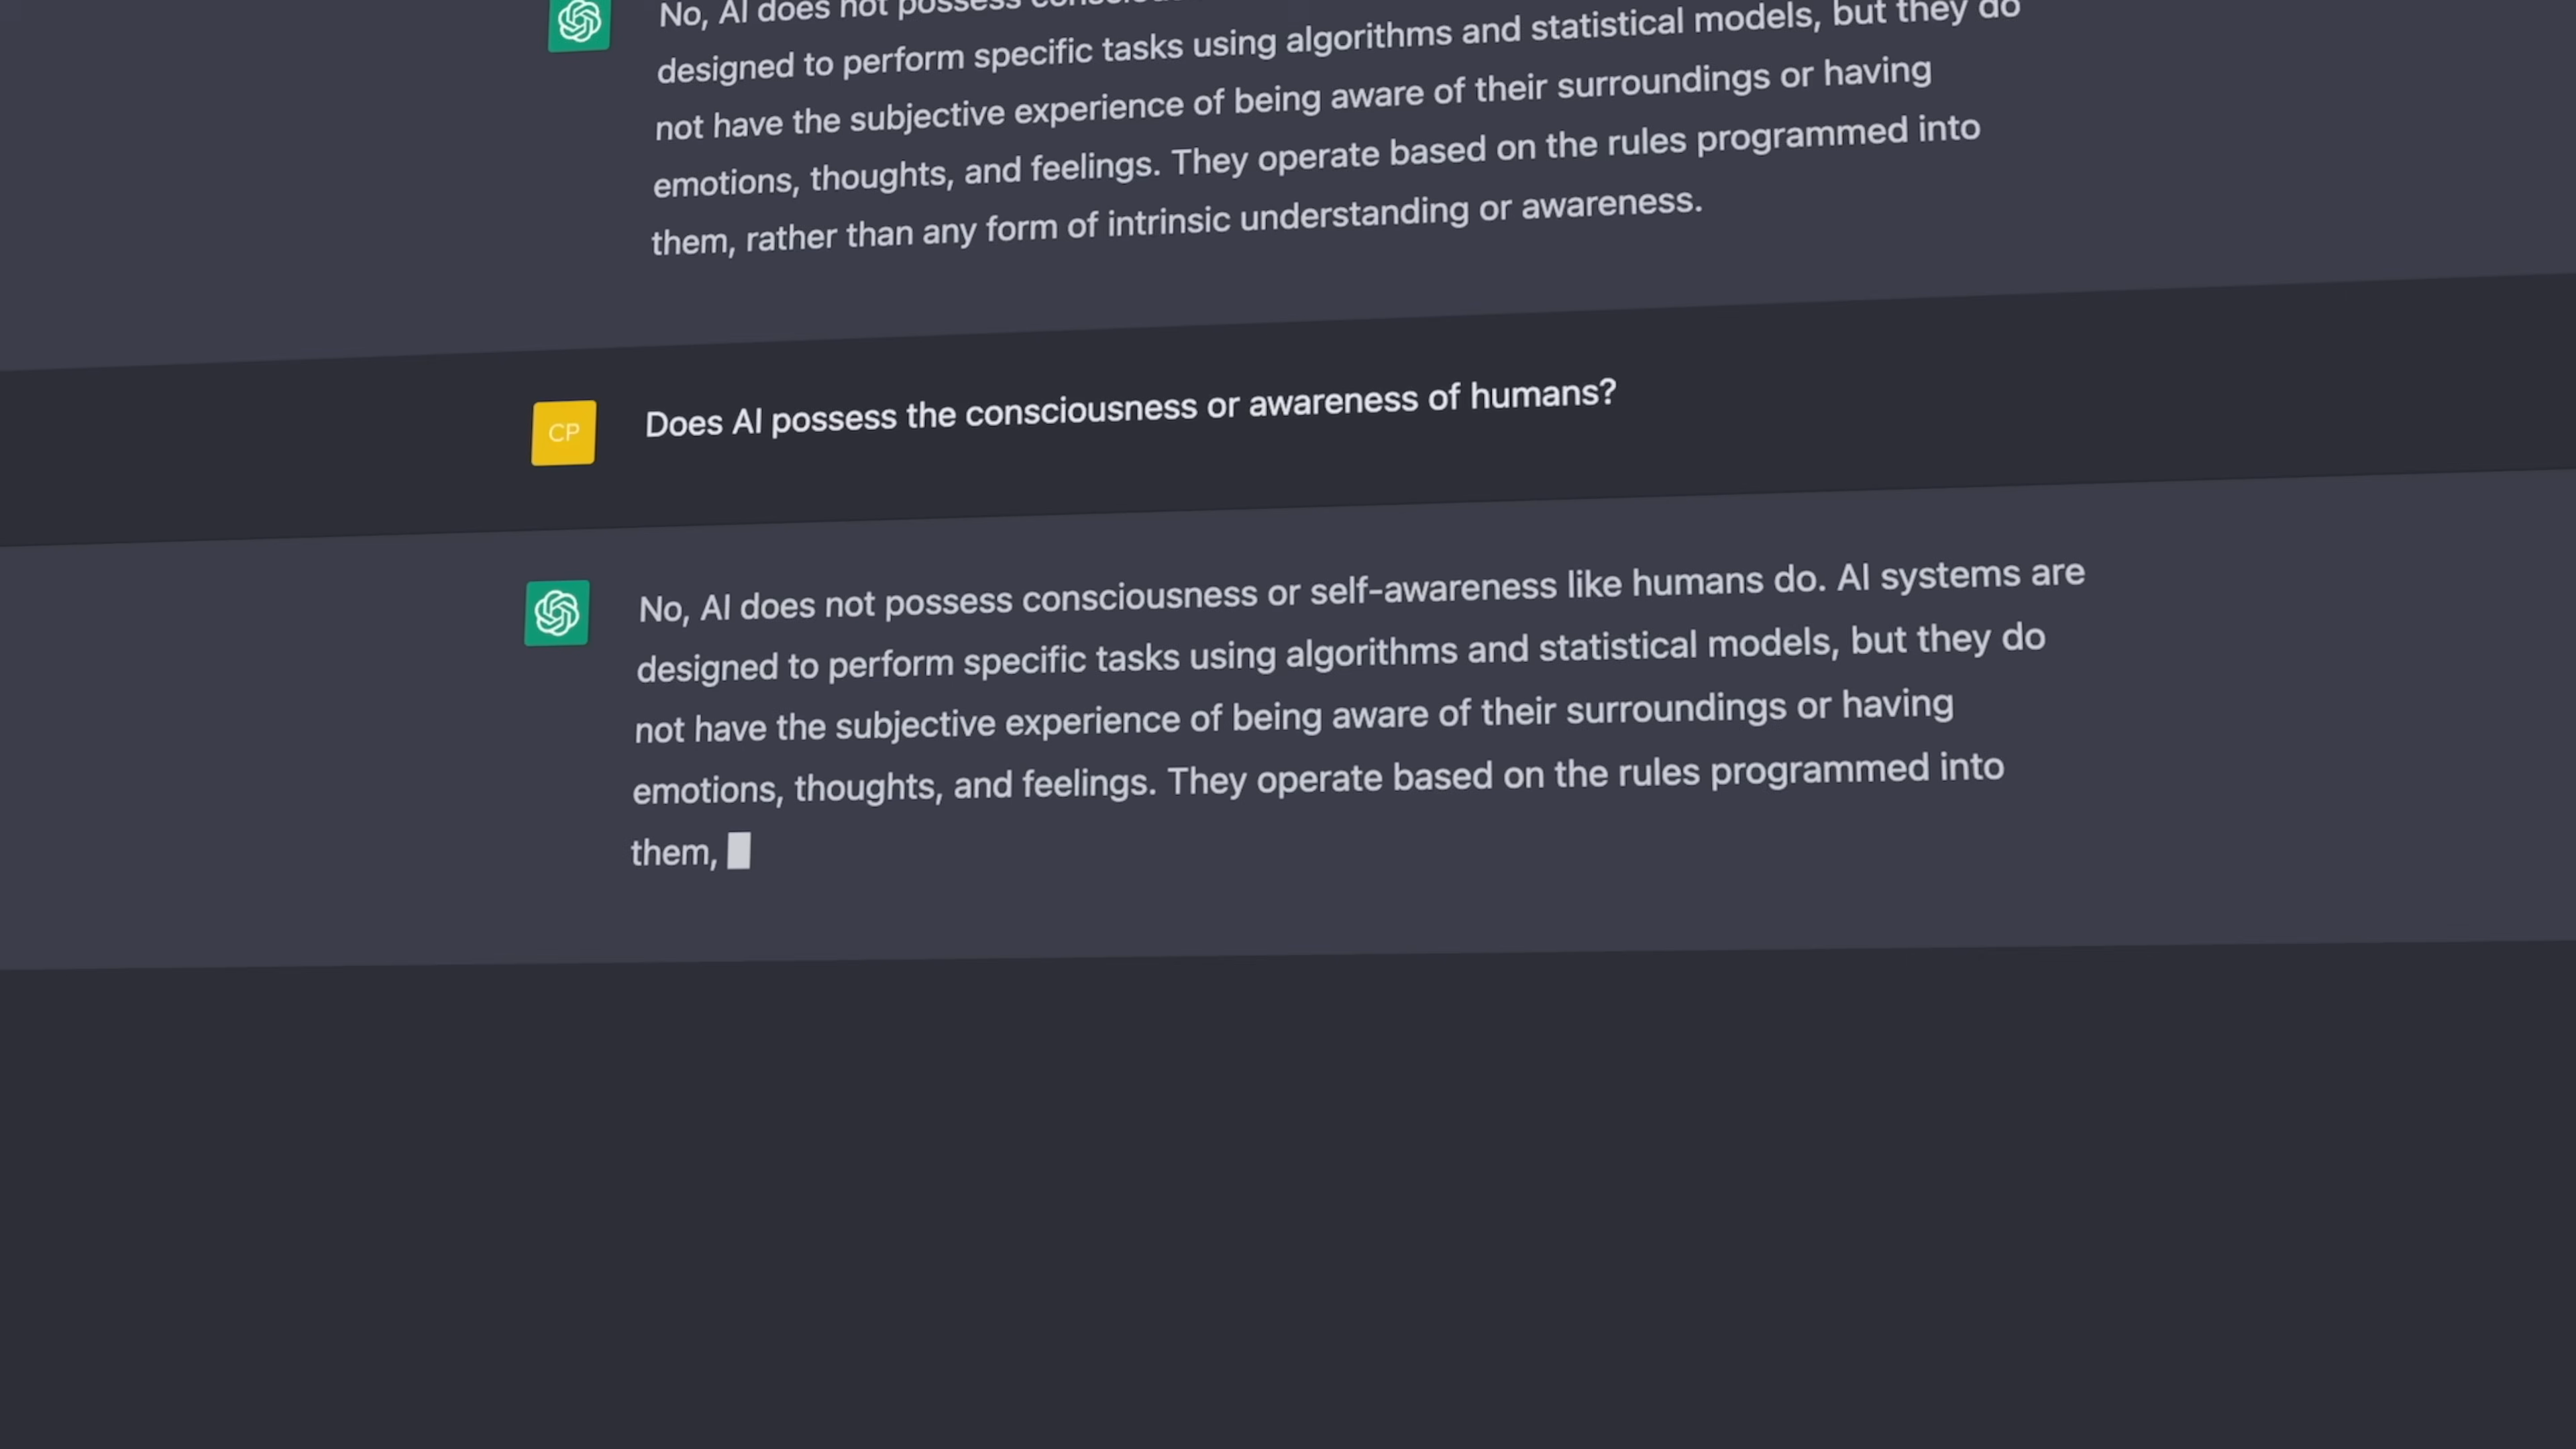 No, AI does not possess
designed to perform specific tasks using algorithms and statistical models, but they do
not have the subjective experience of being aware of their surroundings or having
emotions, thoughts, and feelings. They operate based on the rules programmed into
them, rather than any form of intrinsic understanding or awareness.
CP
Does AI possess the consciousness or awareness of humans?
No, AI does not possess consciousness or self-awareness like humans do. AI systems are
designed to perform specific tasks using algorithms and statistical models, but they do
not have the subjective experience of being aware of their surroundings or having
emotions, thoughts, and feelings. They operate based on the rules programmed into
them,